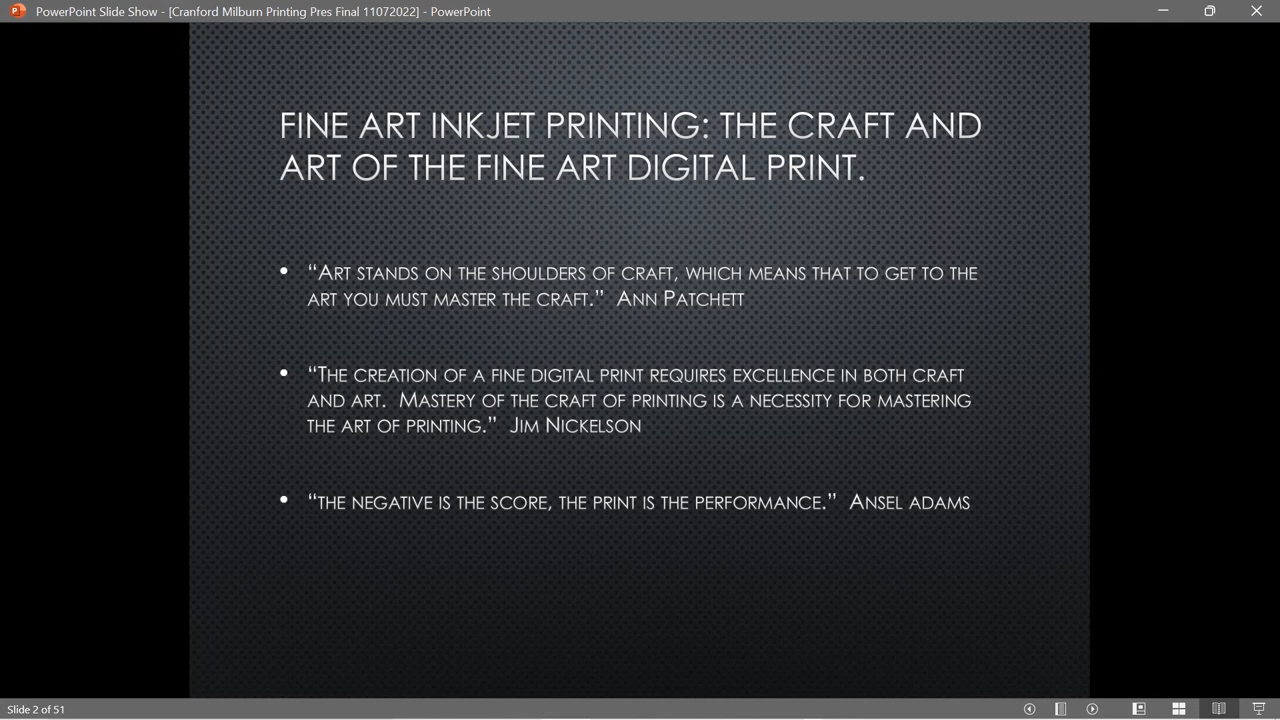 PowerPoint Slide Show - [Cranford Milburn Printing Pres Final 11072022] - PowerPoint
FINE ART INKJET PRINTING: THE CRAFT AND
ART OF THE FINE ART DIGITAL PRINT.
• “ART STANDS ON THE SHOULDERS OF CRAFT, WHICH MEANS THAT TO GET TO THE
ART YOU MUST MASTER THE CRAFT.” ANN PATCHETT
• “THE CREATION OF A FINE DIGITAL PRINT REQUIRES EXCELLENCE IN BOTH CRAFT
AND ART. MASTERY OF THE CRAFT OF PRINTING IS A NECESSITY FOR MASTERING
THE ART OF PRINTING.” JIM NICKELSON
• “THE NEGATIVE IS THE SCORE, THE PRINT IS THE PERFORMANCE.” ANSEL ADAMS
Slide 2 of 51